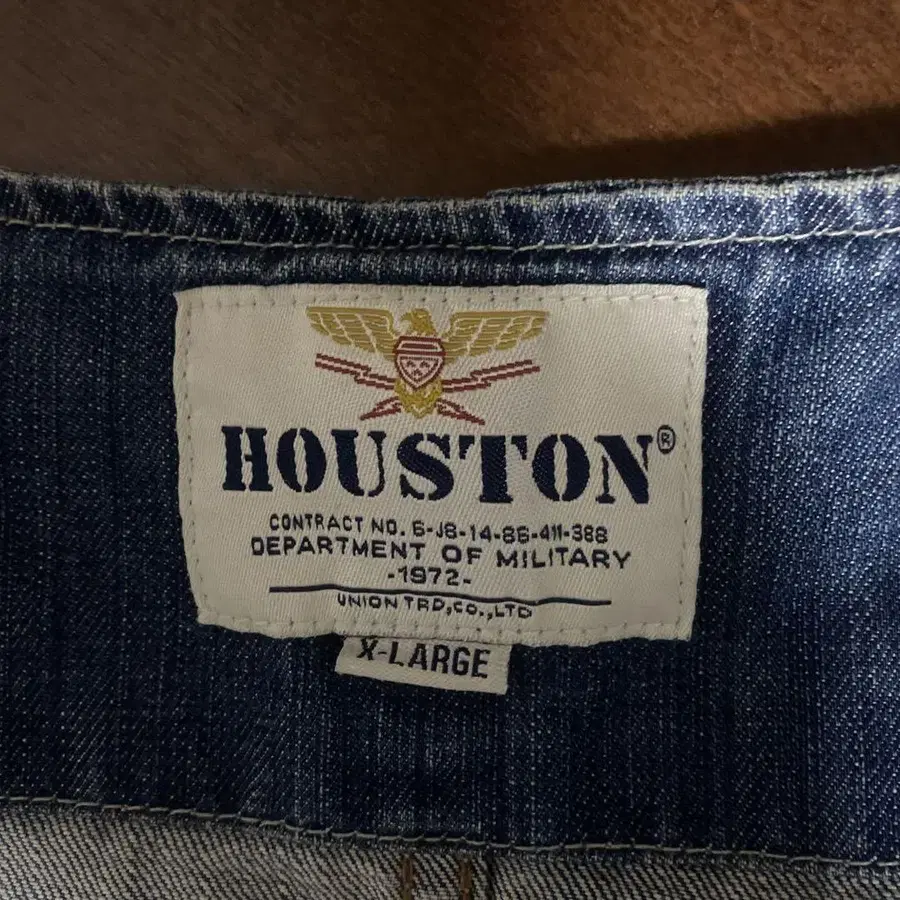 HOUSTON®
CONTRACT NO. 6-J8-14-86-411-388
DEPARTMENT OF MILITARY
-1972-
UNION TRD,CO.,LTD
X-LARGE